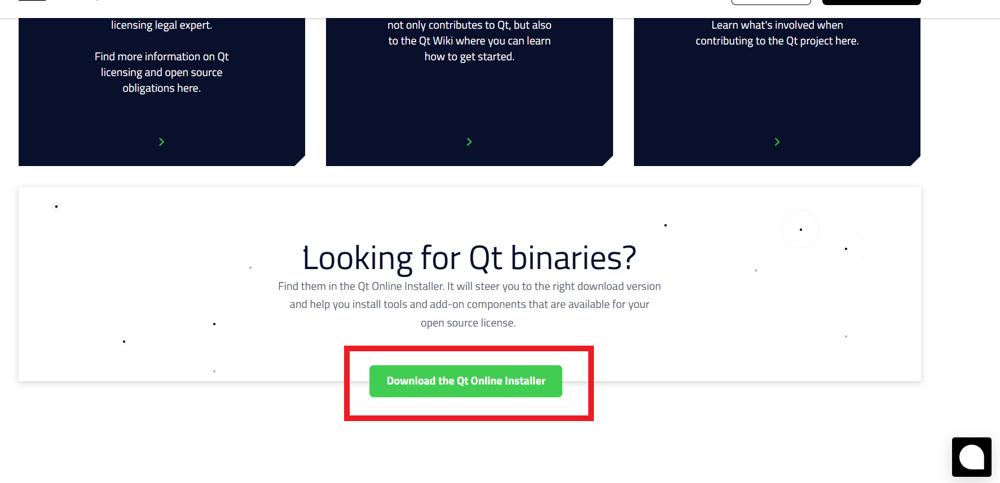 licensing legal expert.
Find more information on Qt
licensing and open source
obligations here.
not only contributes to Qt, but also
to the Qt Wiki where you can learn
how to get started.
Learn what's involved when
contributing to the Qt project here.
Looking for Qt binaries?
Find them in the Qt Online Installer. It will steer you to the right download version
and help you install tools and add-on components that are available for your
open source license.
Download the Qt Online Installer